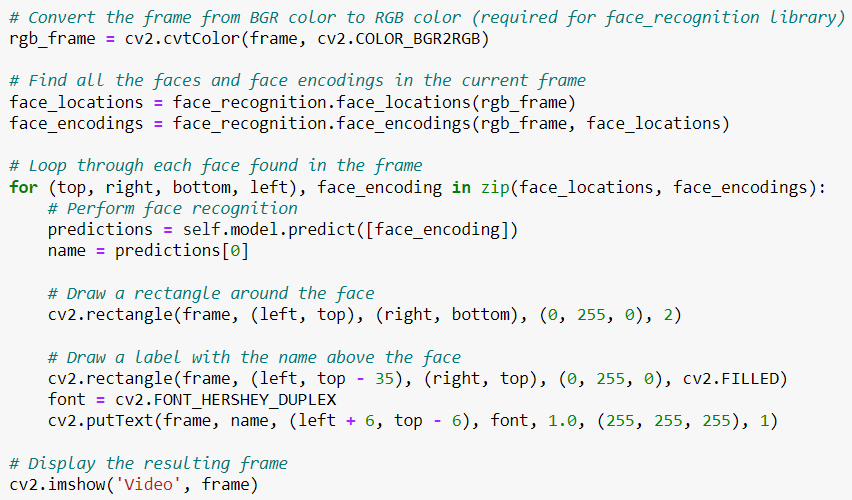 # Convert the frame from BGR color to RGB color (required for face_recognition library)
rgb_frame = cv2.cvtColor(frame, cv2.COLOR_BGR2RGB)

# Find all the faces and face encodings in the current frame
face_locations = face_recognition.face_locations(rgb_frame)
face_encodings = face_recognition.face_encodings(rgb_frame, face_locations)

# Loop through each face found in the frame
for (top, right, bottom, left), face_encoding in zip(face_locations, face_encodings):
    # Perform face recognition
    predictions = self.model.predict([face_encoding])
    name = predictions[0]

    # Draw a rectangle around the face
    cv2.rectangle(frame, (left, top), (right, bottom), (0, 255, 0), 2)

    # Draw a label with the name above the face
    cv2.rectangle(frame, (left, top - 35), (right, top), (0, 255, 0), cv2.FILLED)
    font = cv2.FONT_HERSHEY_DUPLEX
    cv2.putText(frame, name, (left + 6, top - 6), font, 1.0, (255, 255, 255), 1)

# Display the resulting frame
cv2.imshow('Video', frame)